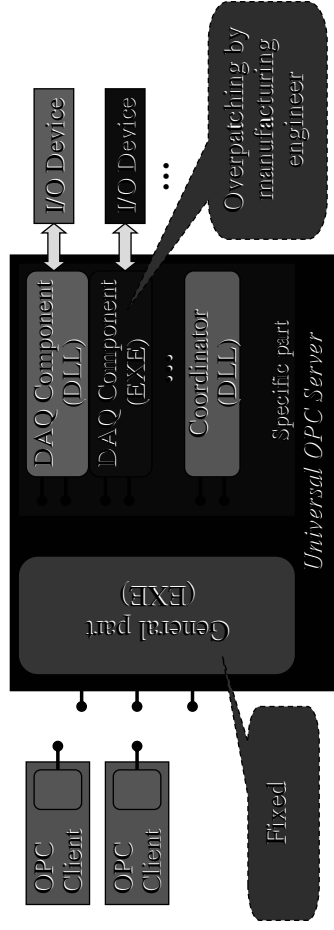 I/O Device
I/O Device
...
Overpatching by
manufacturing
engineer
DAQ Component
(DLL)
DAQ Component
(EXE)
...
Coordinator
(DLL)
Specific part
Universal OPC Server
General part
(EXE)
OPC
Client
OPC
Client
Fixed